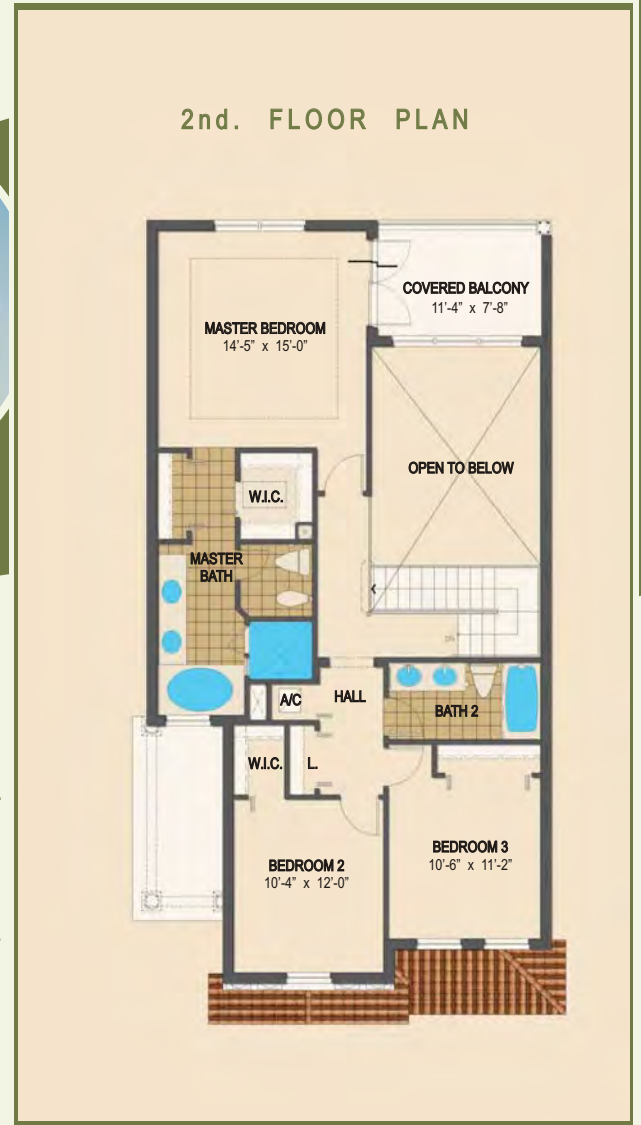 2nd. FLOOR PLAN
COVERED BALCONY
11'-4" x 7'-8"
MASTER BEDROOM
14'-5" x 15'-0"
OPEN TO BELOW
W.I.C.
MASTER
BATH
A/C
HALL
BATH 2
W.I.C.
L.
BEDROOM 3
10'-6" x 11'-2"
BEDROOM 2
10'-4" x 12'-0"